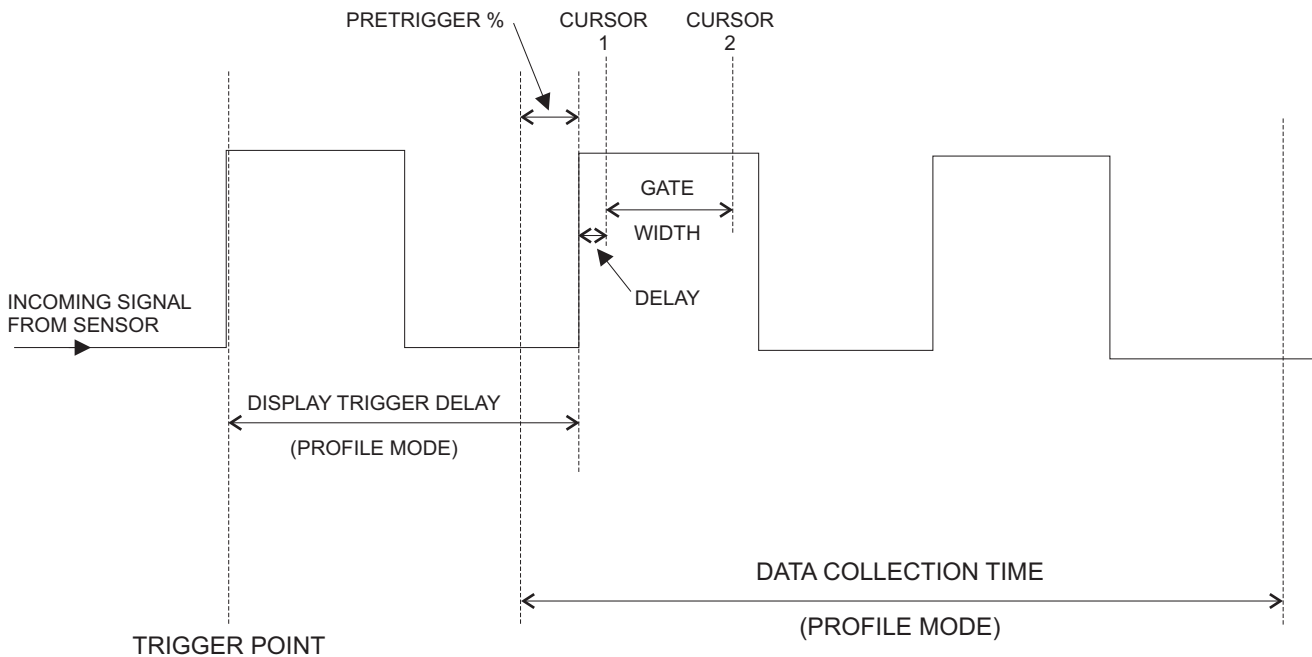 PRETRIGGER %
CURSOR
1
CURSOR
2
GATE
WIDTH
DELAY
INCOMING SIGNAL
FROM SENSOR
DISPLAY TRIGGER DELAY
(PROFILE MODE)
DATA COLLECTION TIME
(PROFILE MODE)
TRIGGER POINT